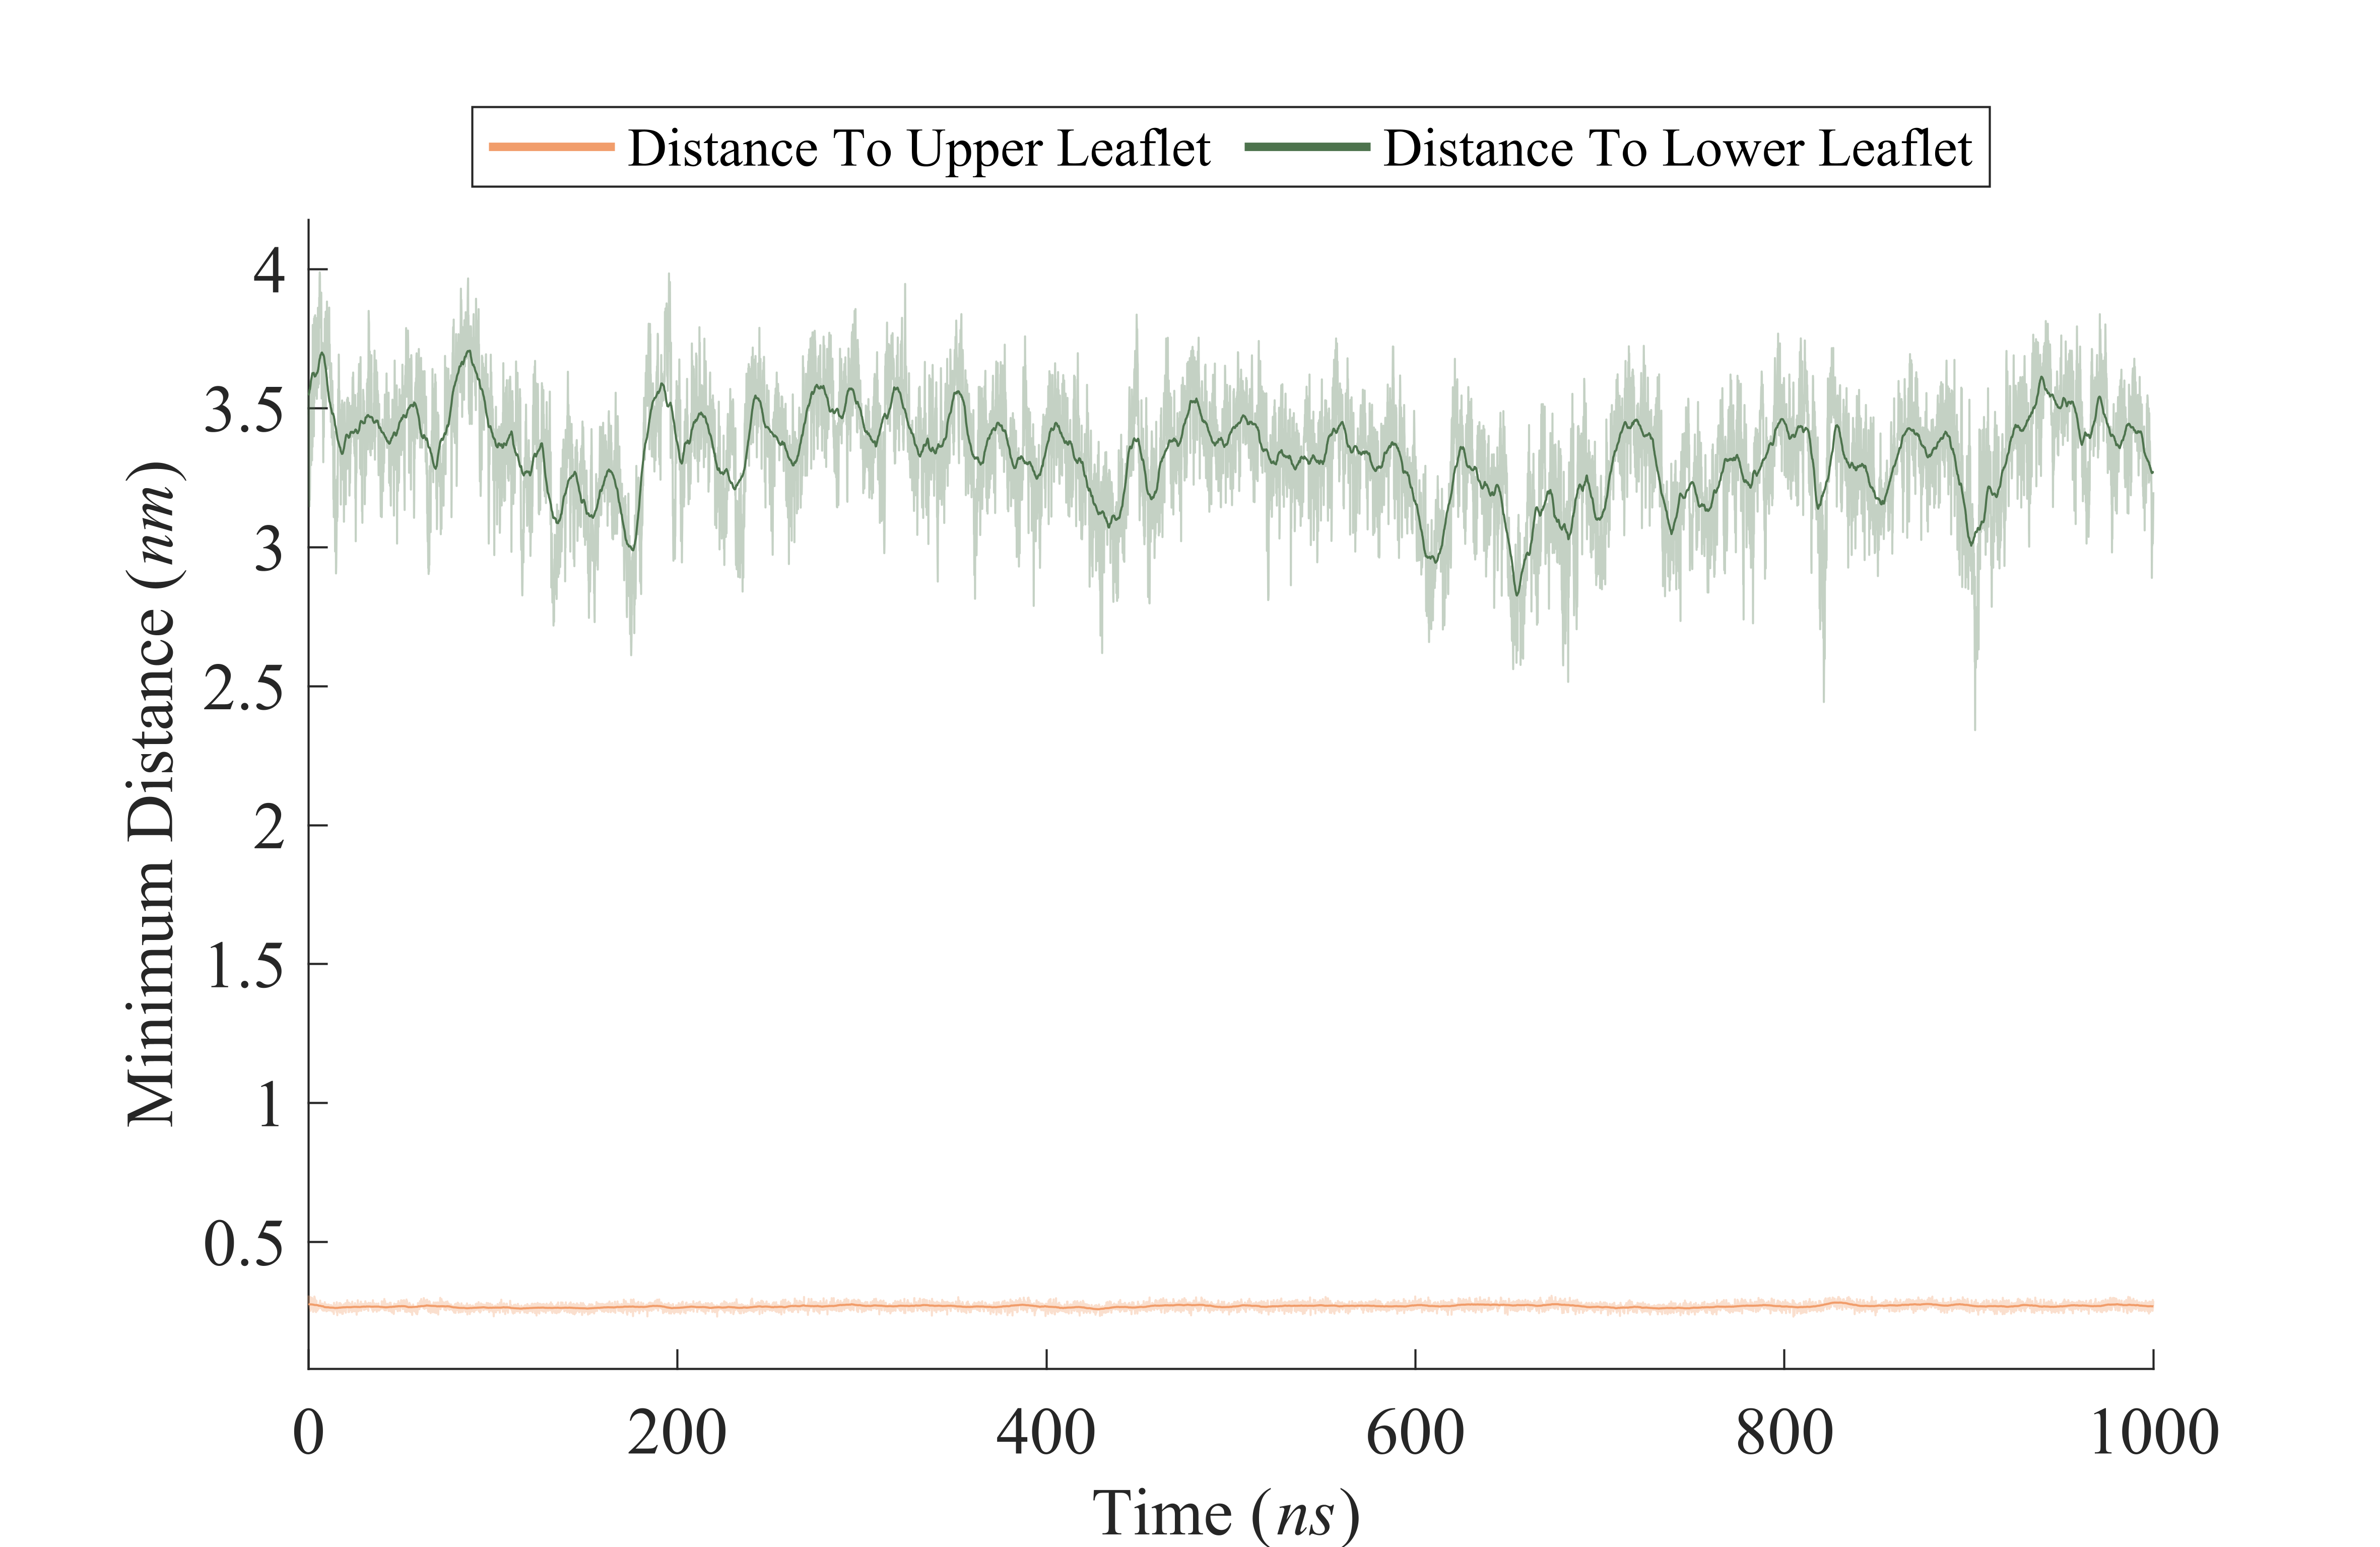 Distance To Upper Leaflet Distance To Lower Leaflet
4
3.5
3
2.5
2
1.5
1
0.5
Minimum Distance (nm)
0 200 400 600 800 1000
Time (ns)